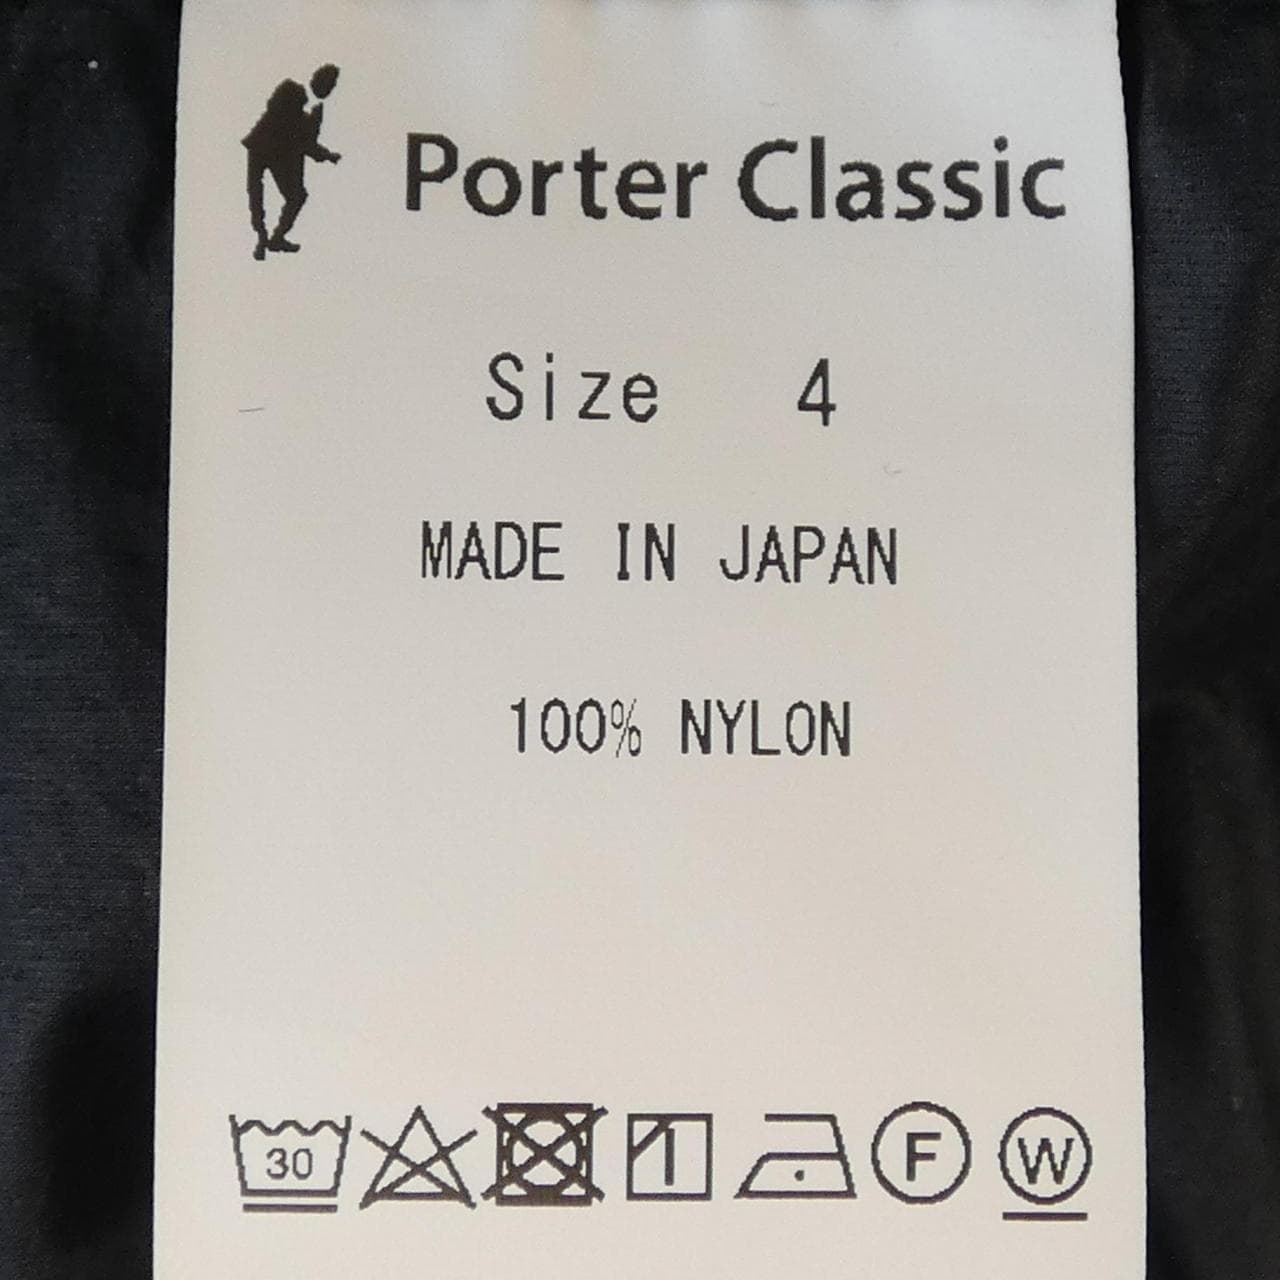 Porter Classic
Size 4
MADE IN JAPAN
100% NYLON
30 F W